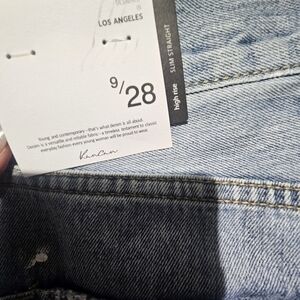 LOS ANGELES
9/28
Young and contemporary - that's what denim is all about.
Denim is a versatile and reliable fabric - a timeless, testament to classic
everyday fashion every young woman will be proud to wear.
KanCan
high rise
SLIM STRAIGHT